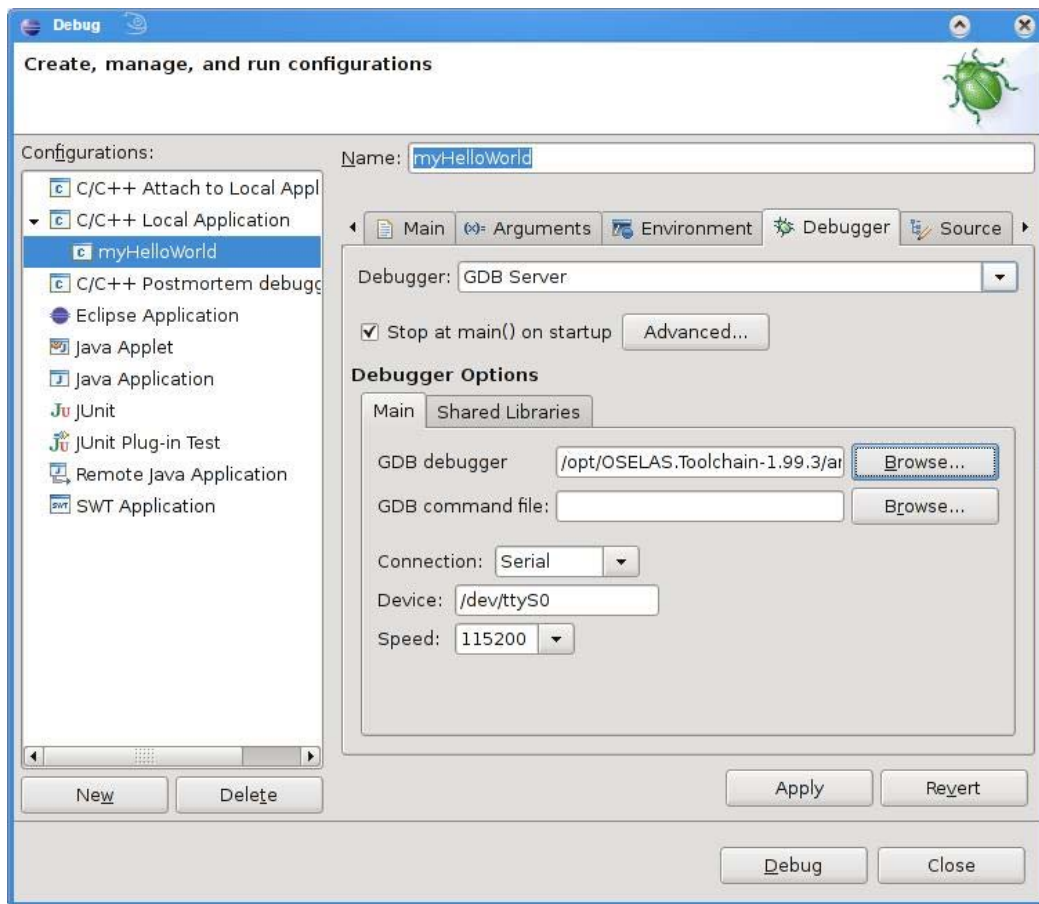 Debug
Create, manage, and run configurations
Configurations:
C/C++ Attach to Local Appl
C/C++ Local Application
myHelloWorld
C/C++ Postmortem debugg
Eclipse Application
Java Applet
Java Application
JUnit
JUnit Plug-in Test
Remote Java Application
SWT Application
New
Delete
Name: myHelloWorld
Main
Arguments
Environment
Debugger
Source
Debugger: GDB Server
Stop at main() on startup
Advanced...
Debugger Options
Main
Shared Libraries
GDB debugger /opt/OSELAS.Toolchain-1.99.3/ar Browse...
GDB command file: Browse...
Connection: Serial
Device: /dev/ttyS0
Speed: 115200
Apply
Revert
Debug
Close